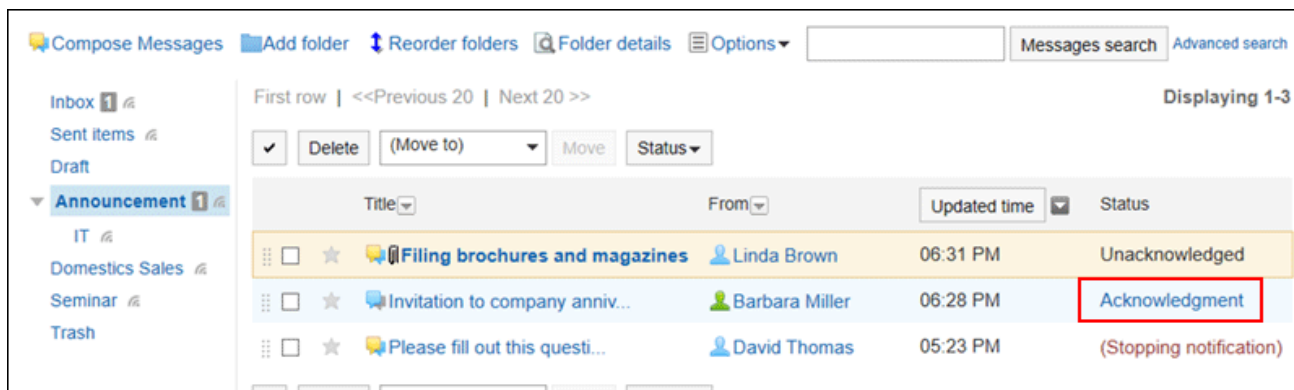 Compose Messages Add folder Reorder folders Folder details Options Messages search Advanced search
Inbox 1
Sent items
Draft
Announcement 1
IT
Domestics Sales
Seminar
Trash
First row | <<Previous 20 | Next 20 >> Displaying 1-3
Delete (Move to) Move Status
Title From Updated time Status
Filing brochures and magazines Linda Brown 06:31 PM Unacknowledged
Invitation to company anniv... Barbara Miller 06:28 PM Acknowledgment
Please fill out this questi... David Thomas 05:23 PM (Stopping notification)